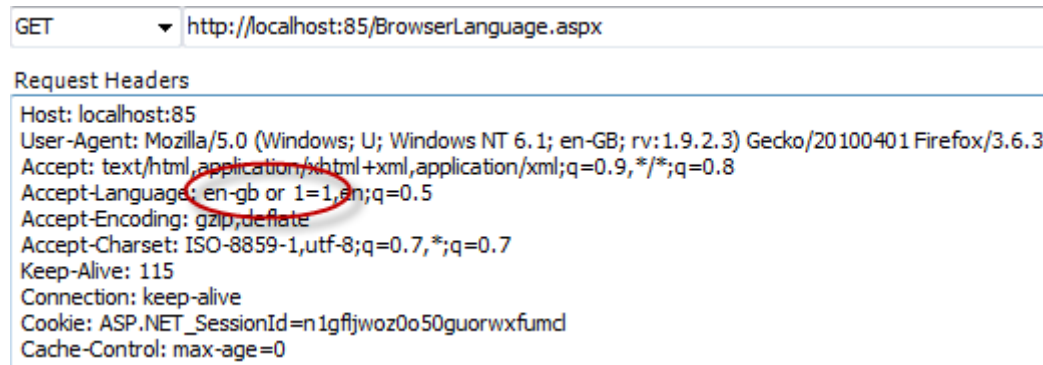 GET http://localhost:85/BrowserLanguage.aspx
Request Headers
Host: localhost:85
User-Agent: Mozilla/5.0 (Windows; U; Windows NT 6.1; en-GB; rv:1.9.2.3) Gecko/20100401 Firefox/3.6.3
Accept: text/html,application/xhtml+xml,application/xml;q=0.9,*/*;q=0.8
Accept-Language: en-gb or 1=1,en;q=0.5
Accept-Encoding: gzip,deflate
Accept-Charset: ISO-8859-1,utf-8;q=0.7,*;q=0.7
Keep-Alive: 115
Connection: keep-alive
Cookie: ASP.NET_SessionId=n1gfljwoz0o50guorwxfumcl
Cache-Control: max-age=0